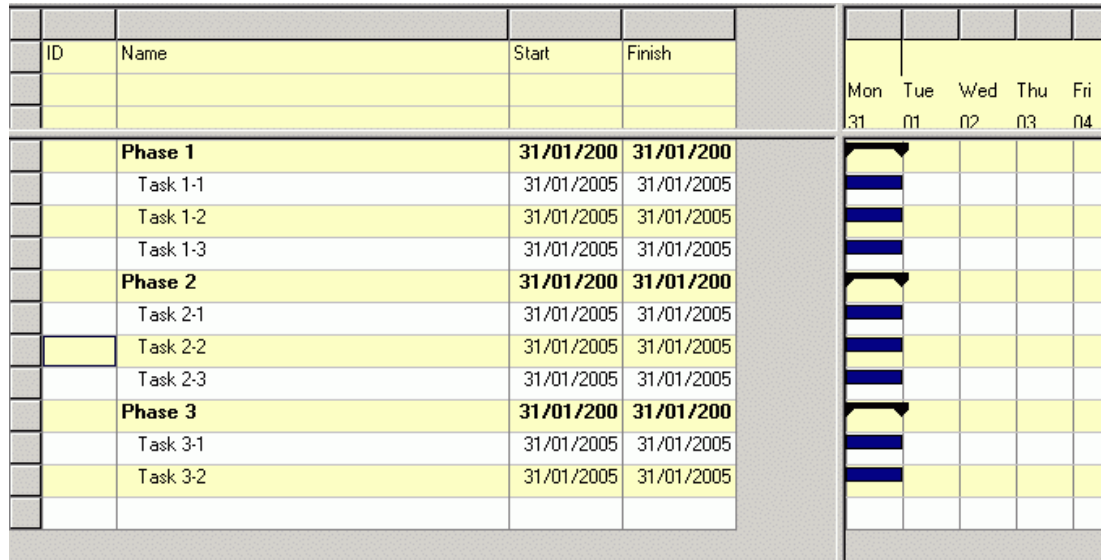 ID Name Start Finish
Mon Tue Wed Thu Fri
31 01 02 03 04
Phase 1 31/01/200 31/01/200
Task 1-1 31/01/2005 31/01/2005
Task 1-2 31/01/2005 31/01/2005
Task 1-3 31/01/2005 31/01/2005
Phase 2 31/01/200 31/01/200
Task 2-1 31/01/2005 31/01/2005
Task 2-2 31/01/2005 31/01/2005
Task 2-3 31/01/2005 31/01/2005
Phase 3 31/01/200 31/01/200
Task 3-1 31/01/2005 31/01/2005
Task 3-2 31/01/2005 31/01/2005